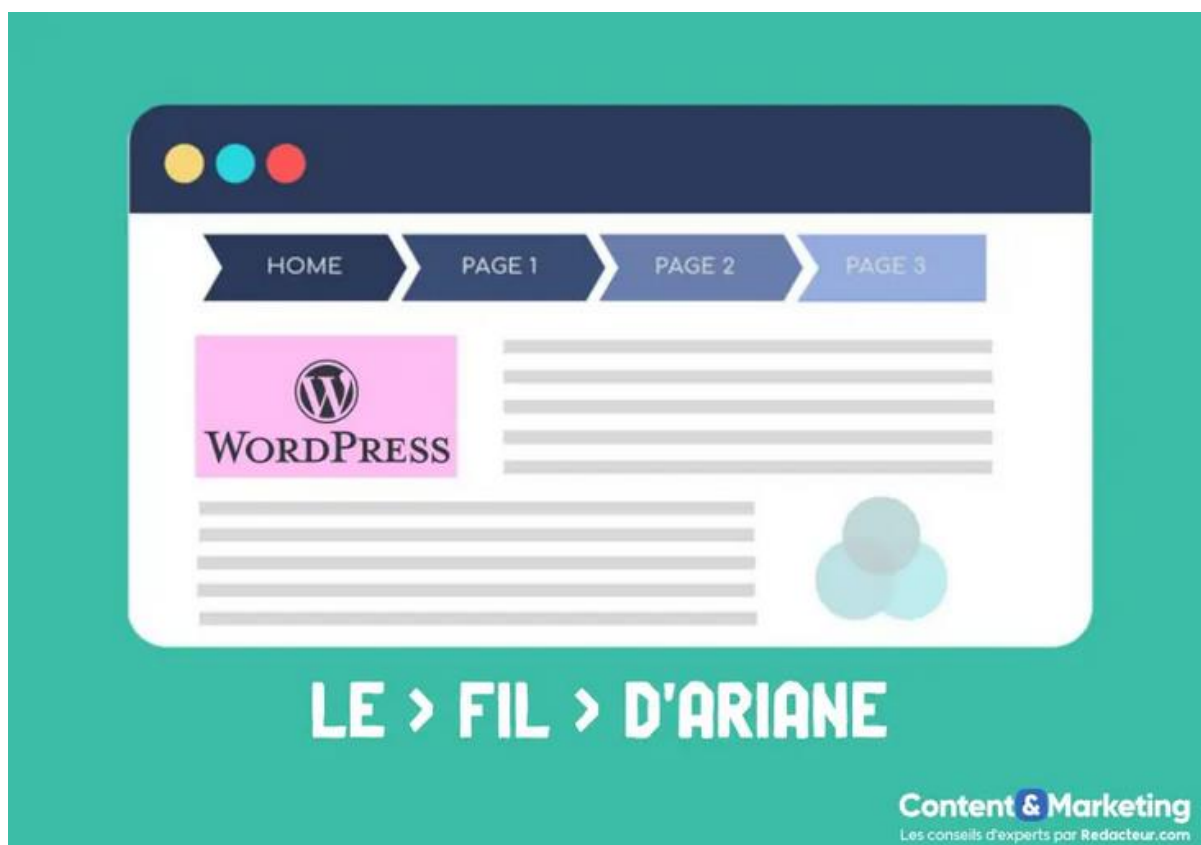 HOME PAGE 1 PAGE 2 PAGE 3
W
WORDPRESS
LE > FIL > D'ARIANE
Content & Marketing
Les conseils d'experts par Redacteur.com